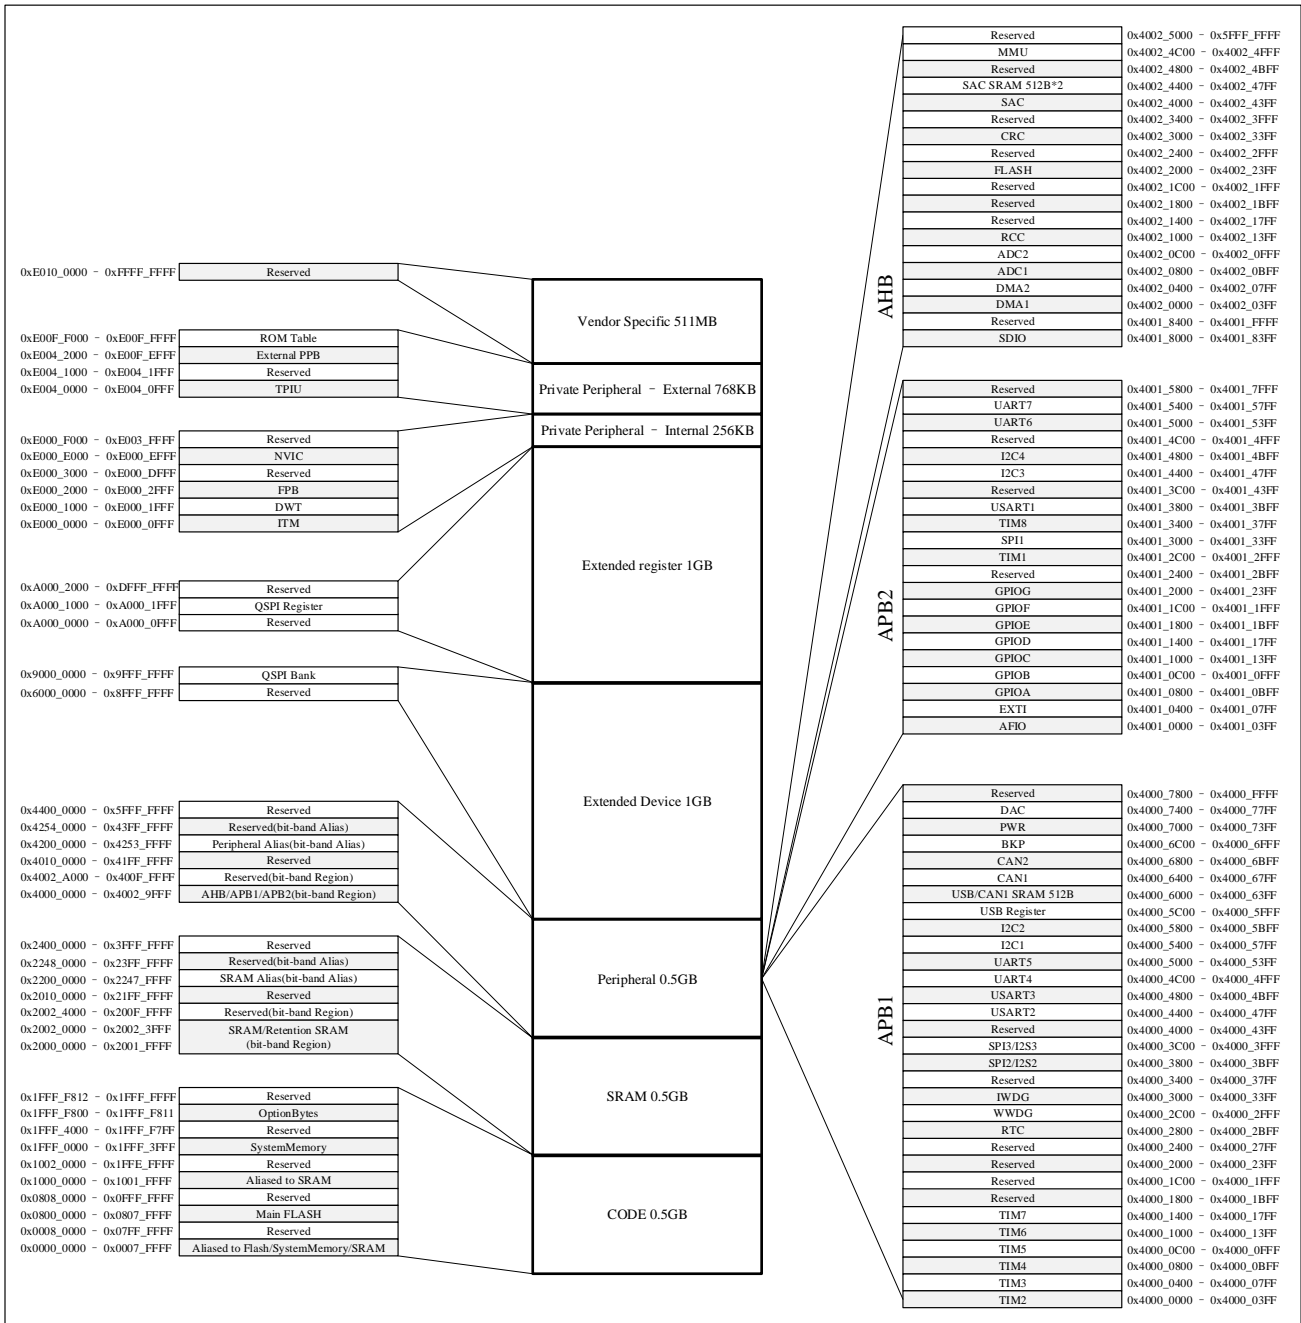 0xE010_0000 - 0xFFFF_FFFF Reserved
0xE00F_F000 - 0xE00F_FFFF ROM Table
0xE004_2000 - 0xE00F_EFFF External PPB
0xE004_1000 - 0xE004_1FFF Reserved
0xE004_0000 - 0xE004_0FFF TPIU
0xE000_F000 - 0xE003_FFFF Reserved
0xE000_E000 - 0xE000_EFFF NVIC
0xE000_3000 - 0xE000_DFFF Reserved
0xE000_2000 - 0xE000_2FFF FPB
0xE000_1000 - 0xE000_1FFF DWT
0xE000_0000 - 0xE000_0FFF ITM
0xA000_2000 - 0xDFFF_FFFF Reserved
0xA000_1000 - 0xA000_1FFF QSPI Register
0xA000_0000 - 0xA000_0FFF Reserved
0x9000_0000 - 0x9FFF_FFFF QSPI Bank
0x6000_0000 - 0x8FFF_FFFF Reserved
0x4400_0000 - 0x5FFF_FFFF Reserved
0x4254_0000 - 0x43FF_FFFF Reserved(bit-band Alias)
0x4200_0000 - 0x4253_FFFF Peripheral Alias(bit-band Alias)
0x4010_0000 - 0x41FF_FFFF Reserved
0x4002_A000 - 0x400F_FFFF Reserved(bit-band Region)
0x4000_0000 - 0x4002_9FFF AHB/APB1/APB2(bit-band Region)
0x2400_0000 - 0x3FFF_FFFF Reserved
0x2248_0000 - 0x23FF_FFFF Reserved(bit-band Alias)
0x2200_0000 - 0x2247_FFFF SRAM Alias(bit-band Alias)
0x2010_0000 - 0x21FF_FFFF Reserved
0x2002_4000 - 0x200F_FFFF Reserved(bit-band Region)
0x2002_0000 - 0x2002_3FFF SRAM/Retention SRAM
0x2000_0000 - 0x2001_FFFF (bit-band Region)
0x1FFF_F812 - 0x1FFF_FFFF Reserved
0x1FFF_F800 - 0x1FFF_F811 OptionBytes
0x1FFF_4000 - 0x1FFF_F7FF Reserved
0x1FFF_0000 - 0x1FFF_3FFF SystemMemory
0x1002_0000 - 0x1FFE_FFFF Reserved
0x1000_0000 - 0x1001_FFFF Aliased to SRAM
0x0808_0000 - 0x0FFF_FFFF Reserved
0x0800_0000 - 0x0807_FFFF Main FLASH
0x0008_0000 - 0x07FF_FFFF Reserved
0x0000_0000 - 0x0007_FFFF Aliased to Flash/SystemMemory/SRAM
Vendor Specific 511MB
Private Peripheral - External 768KB
Private Peripheral - Internal 256KB
Extended register 1GB
Extended Device 1GB
Peripheral 0.5GB
SRAM 0.5GB
CODE 0.5GB
AHB
Reserved 0x4002_5000 - 0x5FFF_FFFF
MMU 0x4002_4C00 - 0x4002_4FFF
Reserved 0x4002_4800 - 0x4002_4BFF
SAC SRAM 512B*2 0x4002_4400 - 0x4002_47FF
SAC 0x4002_4000 - 0x4002_43FF
Reserved 0x4002_3400 - 0x4002_3FFF
CRC 0x4002_3000 - 0x4002_33FF
Reserved 0x4002_2400 - 0x4002_2FFF
FLASH 0x4002_2000 - 0x4002_23FF
Reserved 0x4002_1C00 - 0x4002_1FFF
Reserved 0x4002_1800 - 0x4002_1BFF
Reserved 0x4002_1400 - 0x4002_17FF
RCC 0x4002_1000 - 0x4002_13FF
ADC2 0x4002_0C00 - 0x4002_0FFF
ADC1 0x4002_0800 - 0x4002_0BFF
DMA2 0x4002_0400 - 0x4002_07FF
DMA1 0x4002_0000 - 0x4002_03FF
Reserved 0x4001_8400 - 0x4001_FFFF
SDIO 0x4001_8000 - 0x4001_83FF
APB2
Reserved 0x4001_5800 - 0x4001_7FFF
UART7 0x4001_5400 - 0x4001_57FF
UART6 0x4001_5000 - 0x4001_53FF
Reserved 0x4001_4C00 - 0x4001_4FFF
I2C4 0x4001_4800 - 0x4001_4BFF
I2C3 0x4001_4400 - 0x4001_47FF
Reserved 0x4001_3C00 - 0x4001_43FF
USART1 0x4001_3800 - 0x4001_3BFF
TIM8 0x4001_3400 - 0x4001_37FF
SPI1 0x4001_3000 - 0x4001_33FF
TIM1 0x4001_2C00 - 0x4001_2FFF
Reserved 0x4001_2400 - 0x4001_2BFF
GPIOG 0x4001_2000 - 0x4001_23FF
GPIOF 0x4001_1C00 - 0x4001_1FFF
GPIOE 0x4001_1800 - 0x4001_1BFF
GPIOD 0x4001_1400 - 0x4001_17FF
GPIOC 0x4001_1000 - 0x4001_13FF
GPIOB 0x4001_0C00 - 0x4001_0FFF
GPIOA 0x4001_0800 - 0x4001_0BFF
EXTI 0x4001_0400 - 0x4001_07FF
AFIO 0x4001_0000 - 0x4001_03FF
APB1
Reserved 0x4000_7800 - 0x4000_FFFF
DAC 0x4000_7400 - 0x4000_77FF
PWR 0x4000_7000 - 0x4000_73FF
BKP 0x4000_6C00 - 0x4000_6FFF
CAN2 0x4000_6800 - 0x4000_6BFF
CAN1 0x4000_6400 - 0x4000_67FF
USB/CAN1 SRAM 512B 0x4000_6000 - 0x4000_63FF
USB Register 0x4000_5C00 - 0x4000_5FFF
I2C2 0x4000_5800 - 0x4000_5BFF
I2C1 0x4000_5400 - 0x4000_57FF
UART5 0x4000_5000 - 0x4000_53FF
UART4 0x4000_4C00 - 0x4000_4FFF
USART3 0x4000_4800 - 0x4000_4BFF
USART2 0x4000_4400 - 0x4000_47FF
Reserved 0x4000_4000 - 0x4000_43FF
SPI3/I2S3 0x4000_3C00 - 0x4000_3FFF
SPI2/I2S2 0x4000_3800 - 0x4000_3BFF
Reserved 0x4000_3400 - 0x4000_37FF
IWDG 0x4000_3000 - 0x4000_33FF
WWDG 0x4000_2C00 - 0x4000_2FFF
RTC 0x4000_2800 - 0x4000_2BFF
Reserved 0x4000_2400 - 0x4000_27FF
Reserved 0x4000_2000 - 0x4000_23FF
Reserved 0x4000_1C00 - 0x4000_1FFF
Reserved 0x4000_1800 - 0x4000_1BFF
TIM7 0x4000_1400 - 0x4000_17FF
TIM6 0x4000_1000 - 0x4000_13FF
TIM5 0x4000_0C00 - 0x4000_0FFF
TIM4 0x4000_0800 - 0x4000_0BFF
TIM3 0x4000_0400 - 0x4000_07FF
TIM2 0x4000_0000 - 0x4000_03FF